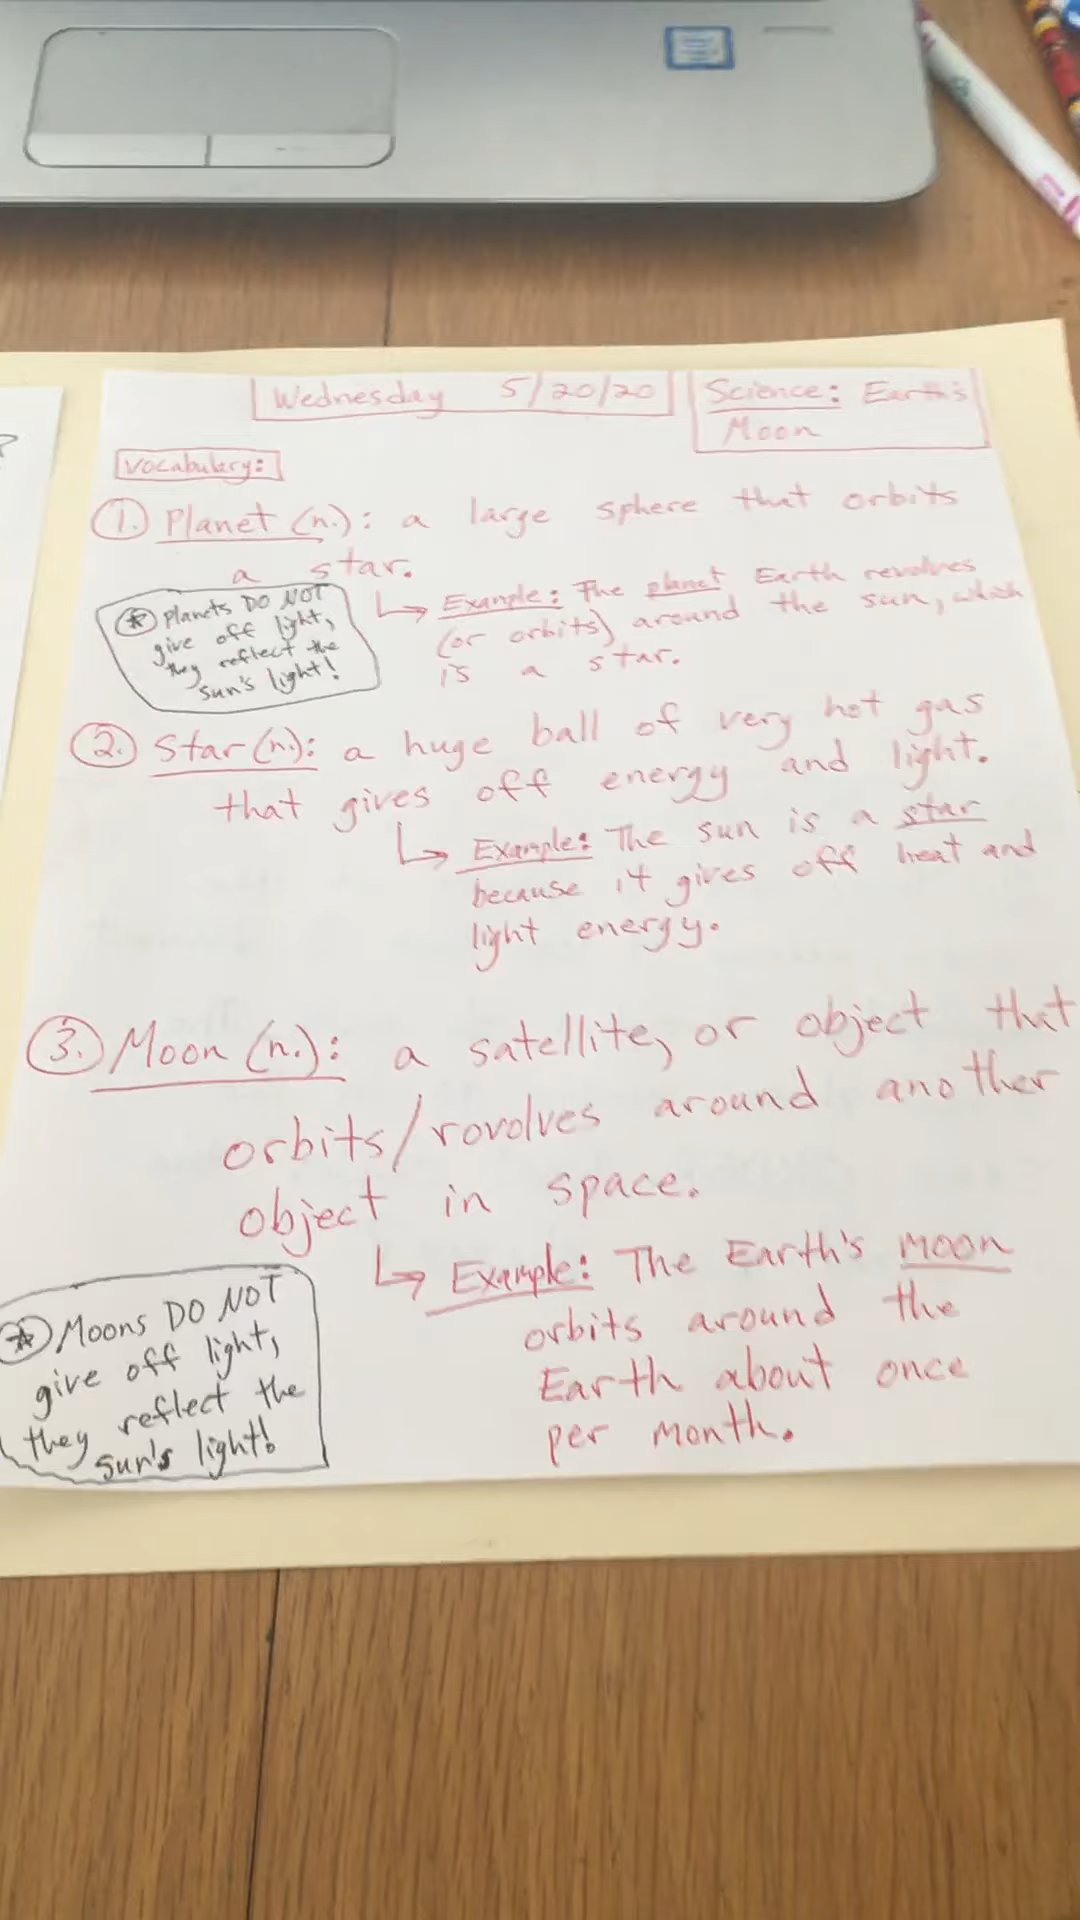 Wednesday 5/20/20
Science: Earth's
Moon
Vocabulary:
1. Planet (n.): a large sphere that orbits
a star.
Example: The planet Earth revolves
(or orbits) around the sun, which
is a star.
* Planets DO NOT
give off light,
they reflect the
sun's light!
2. Star (n.): a huge ball of very hot gas
that gives off energy and light.
Example: The sun is a star
because it gives off heat and
light energy.
3. Moon (n.): a satellite, or object that
orbits/rovolves around another
object in space.
Example: The Earth's moon
orbits around the
Earth about once
per month.
* Moons DO NOT
give off light,
they reflect the
sun's light!